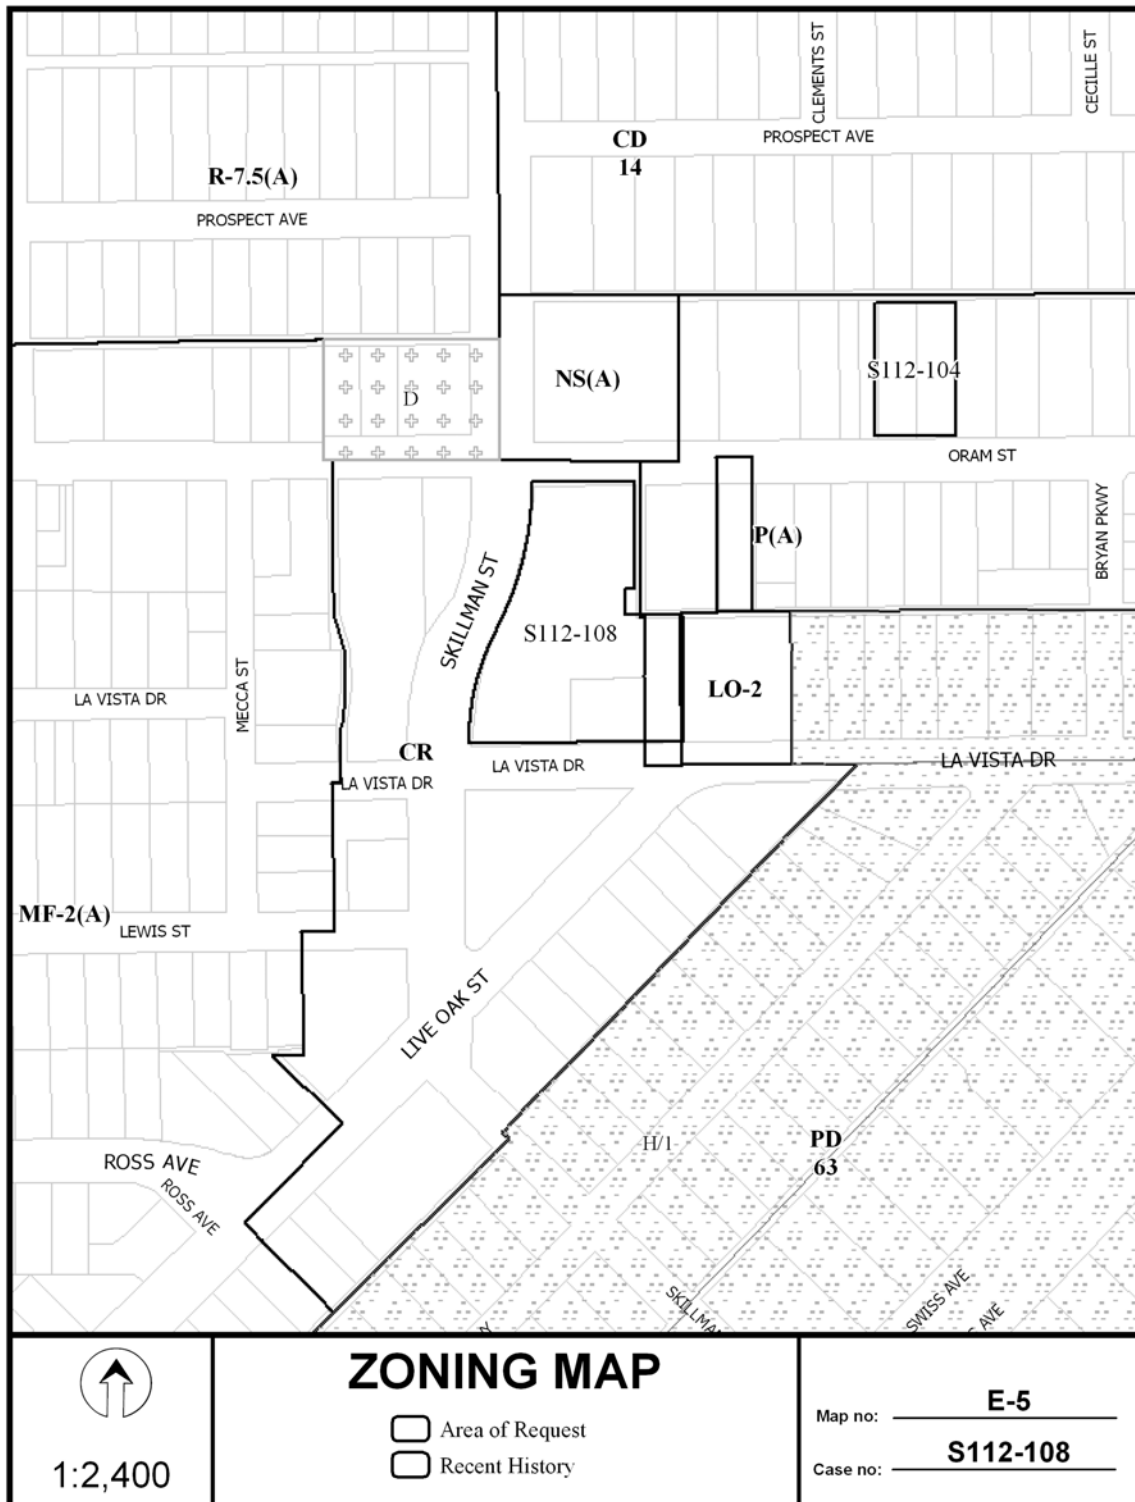 CLEMENTS ST
CECILLE ST
CD
14
PROSPECT AVE
R-7.5(A)
PROSPECT AVE
NS(A)
S112-104
D
ORAM ST
BRYAN PKWY
P(A)
SKILLMAN ST
S112-108
MECCA ST
LA VISTA DR
LO-2
CR
LA VISTA DR
LA VISTA DR
LA VISTA DR
MF-2(A)
LEWIS ST
LIVE OAK ST
H/1
PD
63
ROSS AVE
ROSS AVE
SKILLMA
SWISS AVE
S AVE
Y
ZONING MAP
Area of Request
Recent History
1:2,400
Map no: E-5
Case no: S112-108